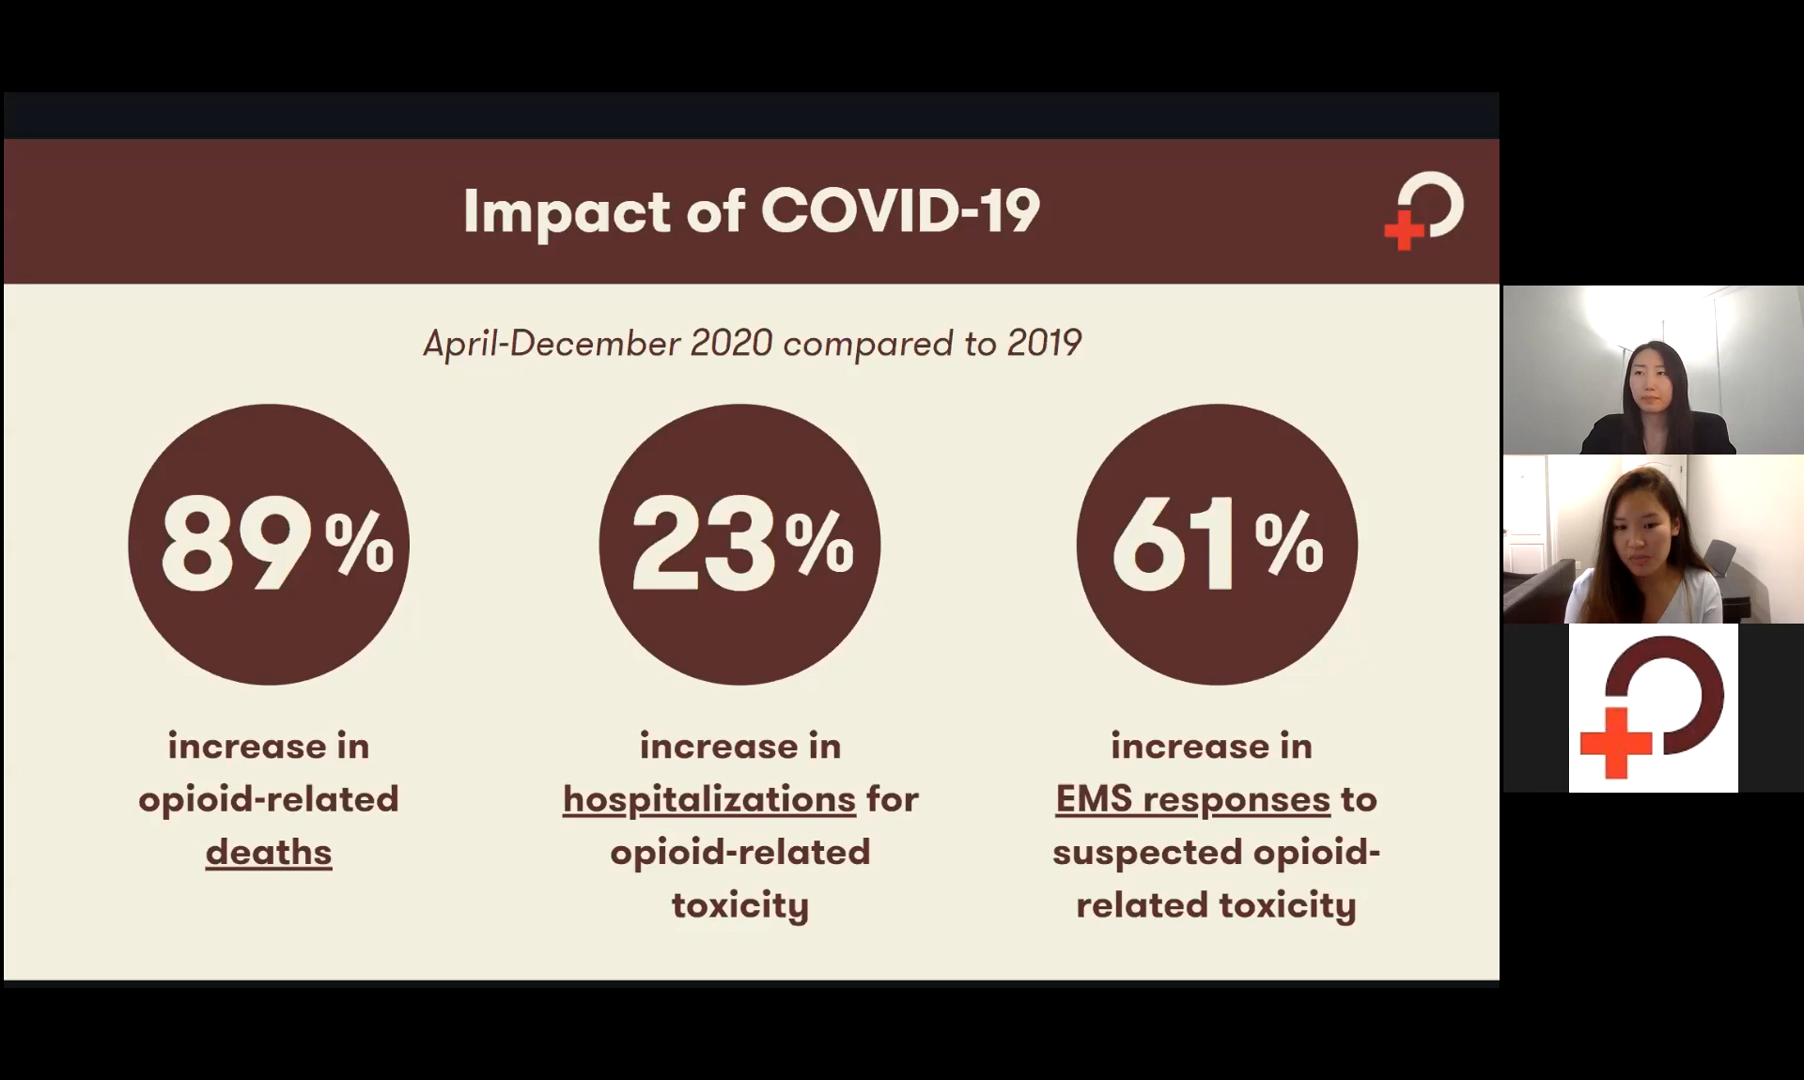 Impact of COVID-19
April-December 2020 compared to 2019
89%
increase in
opioid-related
deaths
23%
increase in
hospitalizations for
opioid-related
toxicity
61%
increase in
EMS responses to
suspected opioid-
related toxicity